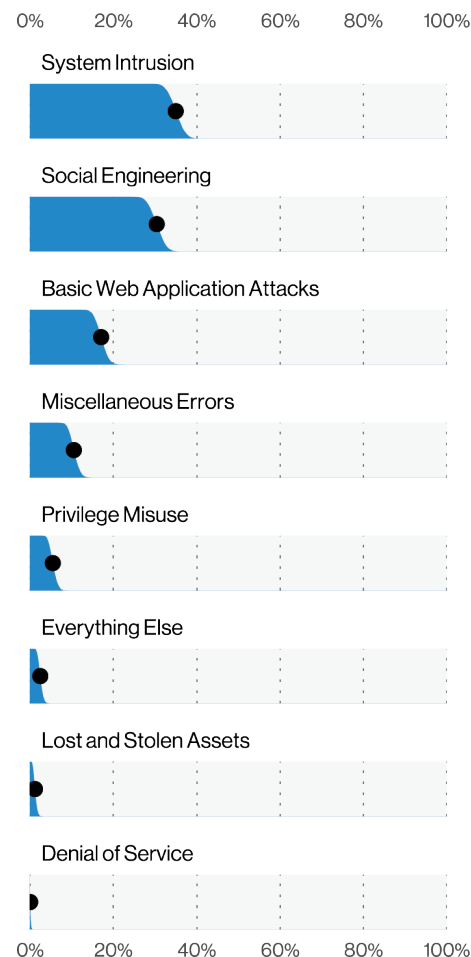 0% 20% 40% 60% 80% 100%
System Intrusion
Social Engineering
Basic Web Application Attacks
Miscellaneous Errors
Privilege Misuse
Everything Else
Lost and Stolen Assets
Denial of Service
0% 20% 40% 60% 80% 100%